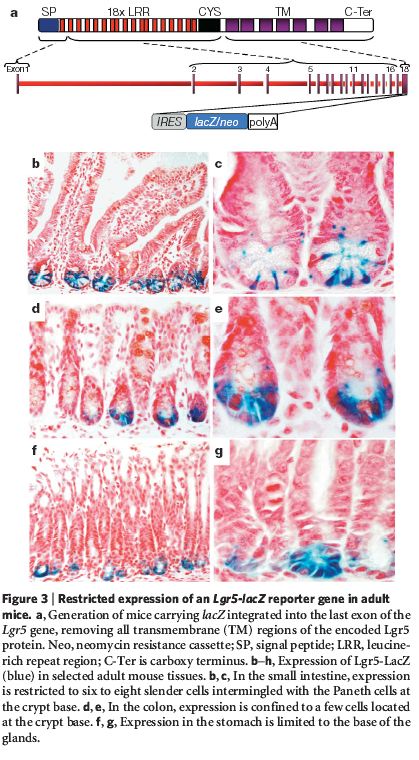 a
SP 18x LRR CYS TM C-Ter
Exon1 2 3 4 5 11 16 18
IRES lacZ/neo polyA
b c
d e
f g
Figure 3 | Restricted expression of an Lgr5-lacZ reporter gene in adult
mice. a, Generation of mice carrying lacZ integrated into the last exon of the
Lgr5 gene, removing all transmembrane (TM) regions of the encoded Lgr5
protein. Neo, neomycin resistance cassette; SP, signal peptide; LRR, leucine-
rich repeat region; C-Ter is carboxy terminus. b–h, Expression of Lgr5-LacZ
(blue) in selected adult mouse tissues. b, c, In the small intestine, expression
is restricted to six to eight slender cells intermingled with the Paneth cells at
the crypt base. d, e, In the colon, expression is confined to a few cells located
at the crypt base. f, g, Expression in the stomach is limited to the base of the
glands.